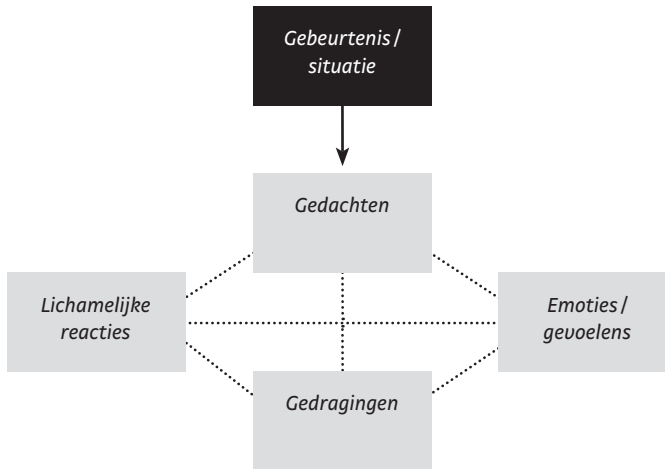 Gebeurtenis/
situatie
Gedachten
Lichamelijke
reacties
Emoties/
gevoelens
Gedragingen